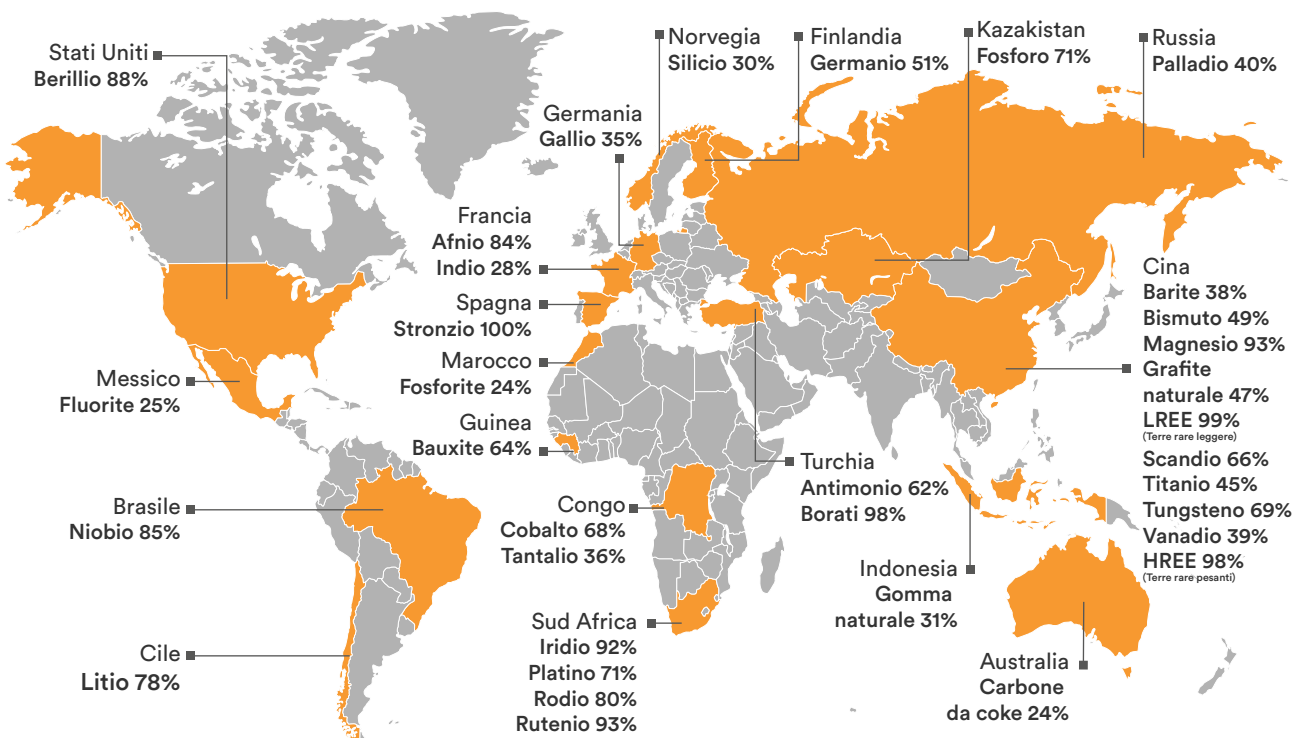 Stati Uniti
Berillio 88%
Norvegia
Silicio 30%
Finlandia
Germanio 51%
Kazakistan
Fosforo 71%
Russia
Palladio 40%
Germania
Gallio 35%
Francia
Afnio 84%
Indio 28%
Spagna
Stronzio 100%
Marocco
Fosforite 24%
Guinea
Bauxite 64%
Messico
Fluorite 25%
Brasile
Niobio 85%
Cile
Litio 78%
Congo
Cobalto 68%
Tantalio 36%
Sud Africa
Iridio 92%
Platino 71%
Rodio 80%
Rutenio 93%
Turchia
Antimonio 62%
Borati 98%
Cina
Barite 38%
Bismuto 49%
Magnesio 93%
Grafite
naturale 47%
LREE 99%
(Terre rare leggere)
Scandio 66%
Titanio 45%
Tungsteno 69%
Vanadio 39%
HREE 98%
(Terre rare pesanti)
Indonesia
Gomma
naturale 31%
Australia
Carbone
da coke 24%